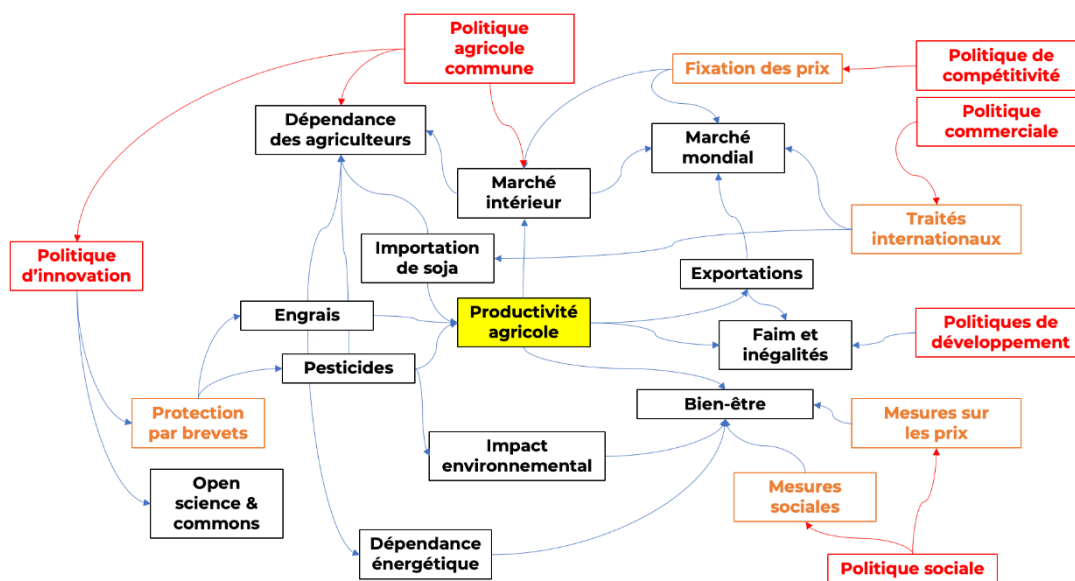 Politique
agricole
commune
Fixation des prix
Politique de
compétitivité
Dépendance
des agriculteurs
Marché
mondial
Politique
commerciale
Marché
intérieur
Traités
internationaux
Politique
d’innovation
Importation
de soja
Exportations
Engrais
Productivité
agricole
Faim et
inégalités
Politiques de
développement
Pesticides
Bien-être
Protection
par brevets
Mesures sur
les prix
Impact
environnemental
Open
science &
commons
Mesures
sociales
Dépendance
énergétique
Politique sociale